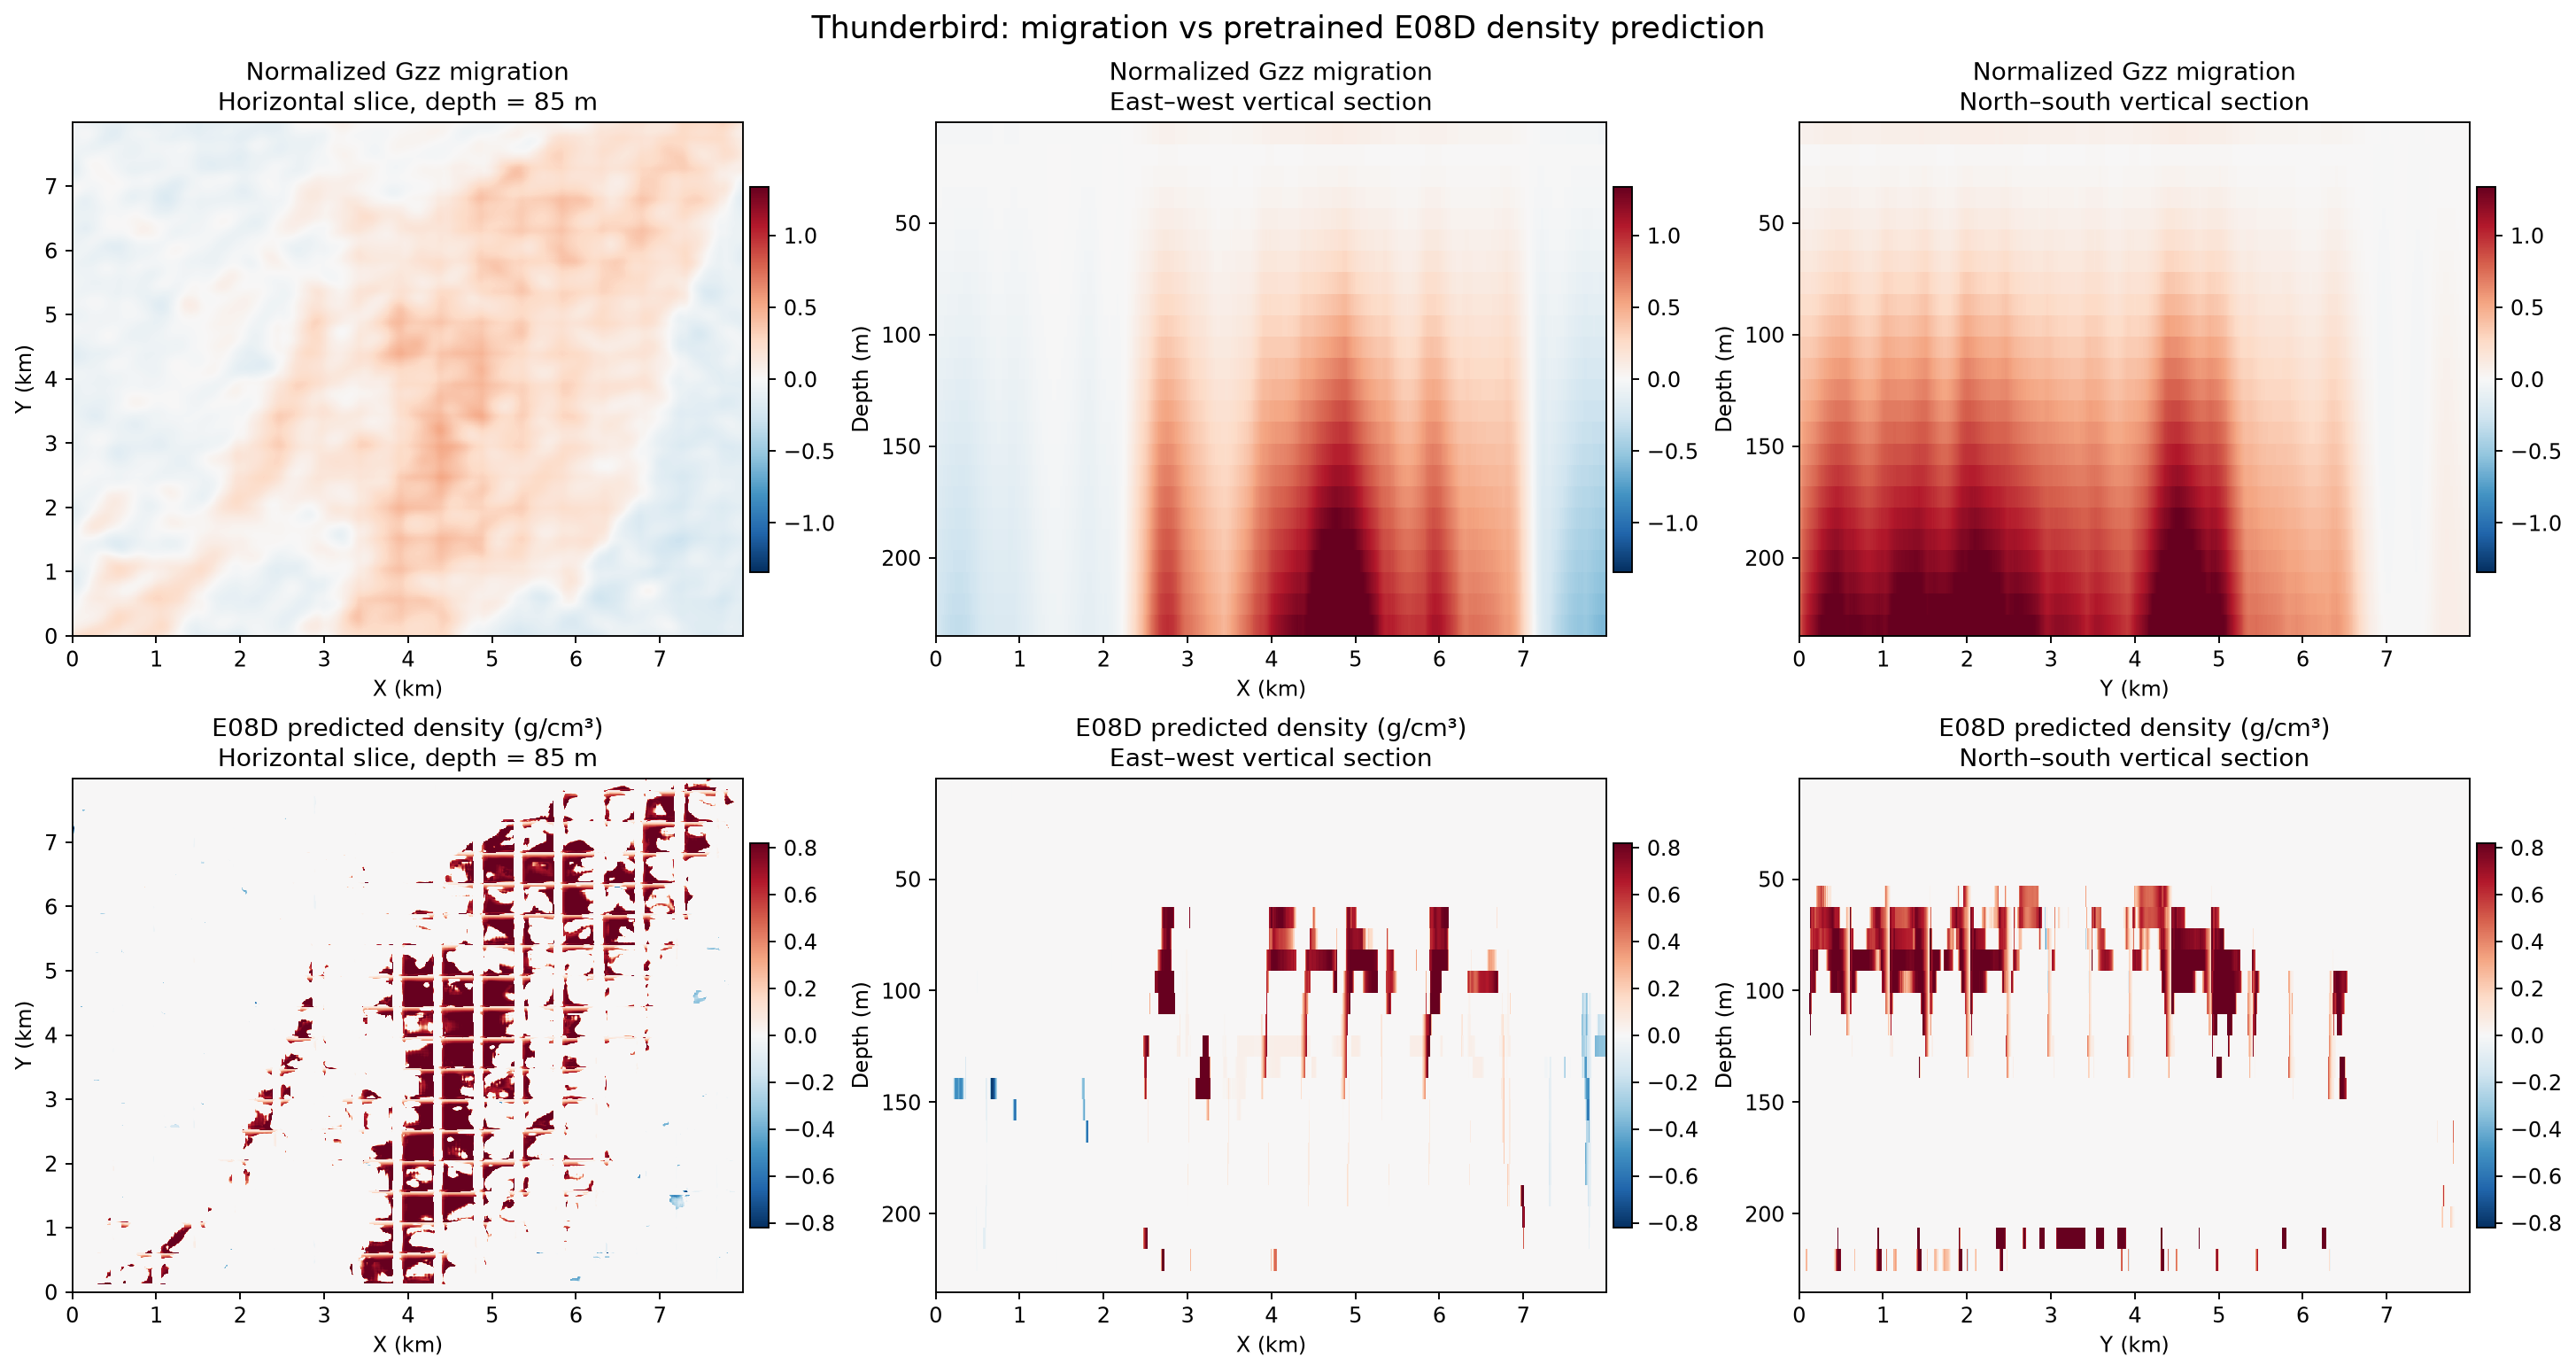 Thunderbird: migration vs pretrained E08D density prediction
Normalized Gzz migration
Horizontal slice, depth = 85 m
Y (km)
7
6
5
4
3
2
1
0
0 1 2 3 4 5 6 7
X (km)
1.0
0.5
0.0
−0.5
−1.0
Normalized Gzz migration
East–west vertical section
Depth (m)
50
100
150
200
0 1 2 3 4 5 6 7
X (km)
1.0
0.5
0.0
−0.5
−1.0
Normalized Gzz migration
North–south vertical section
Depth (m)
50
100
150
200
0 1 2 3 4 5 6 7
Y (km)
1.0
0.5
0.0
−0.5
−1.0
E08D predicted density (g/cm³)
Horizontal slice, depth = 85 m
Y (km)
7
6
5
4
3
2
1
0
0 1 2 3 4 5 6 7
X (km)
0.8
0.6
0.4
0.2
0.0
−0.2
−0.4
−0.6
−0.8
E08D predicted density (g/cm³)
East–west vertical section
Depth (m)
50
100
150
200
0 1 2 3 4 5 6 7
X (km)
0.8
0.6
0.4
0.2
0.0
−0.2
−0.4
−0.6
−0.8
E08D predicted density (g/cm³)
North–south vertical section
Depth (m)
50
100
150
200
0 1 2 3 4 5 6 7
Y (km)
0.8
0.6
0.4
0.2
0.0
−0.2
−0.4
−0.6
−0.8